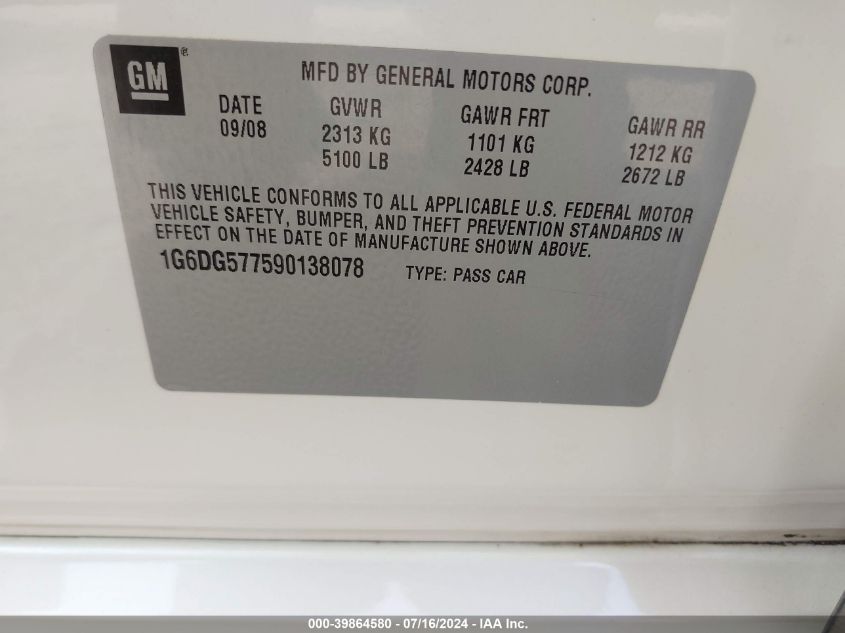 GM®
MFD BY GENERAL MOTORS CORP.
DATE GVWR GAWR FRT GAWR RR
09/08 2313 KG 1101 KG 1212 KG
5100 LB 2428 LB 2672 LB
THIS VEHICLE CONFORMS TO ALL APPLICABLE U.S. FEDERAL MOTOR
VEHICLE SAFETY, BUMPER, AND THEFT PREVENTION STANDARDS IN
EFFECT ON THE DATE OF MANUFACTURE SHOWN ABOVE.
1G6DG577590138078 TYPE: PASS CAR
000-39864580 - 07/16/2024 - IAA Inc.